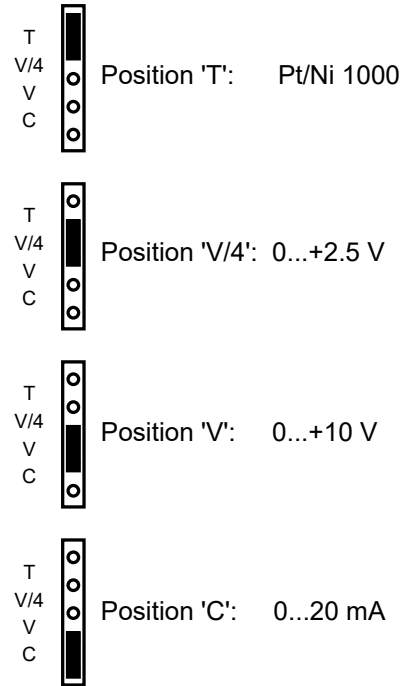 T
V/4
V
C
Position 'T': Pt/Ni 1000
T
V/4
V
C
Position 'V/4': 0...+2.5 V
T
V/4
V
C
Position 'V': 0...+10 V
T
V/4
V
C
Position 'C': 0...20 mA